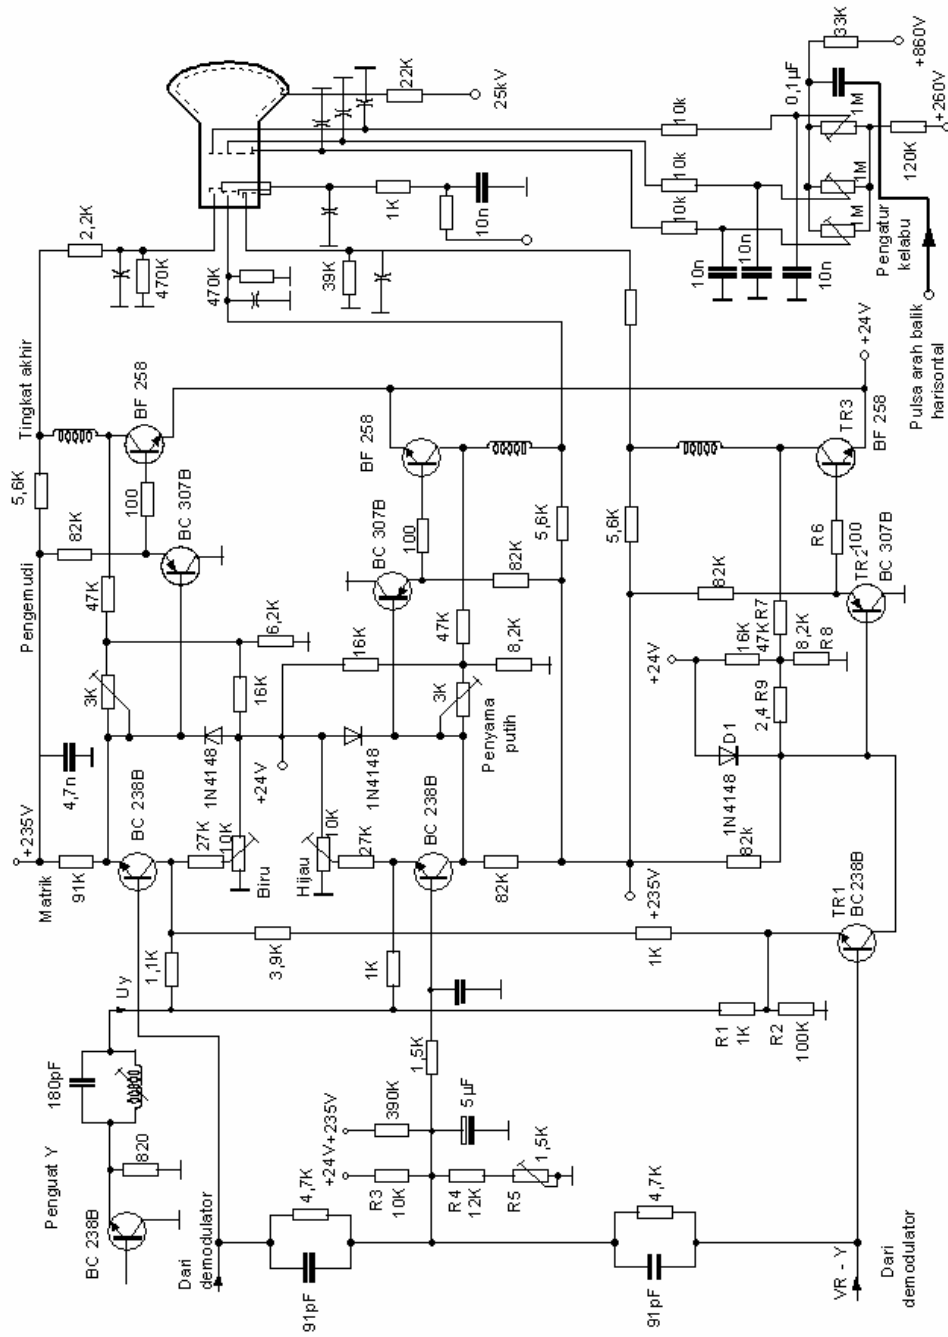 Penguat Y
BC 238B
820
180pF
Uy
Dari
demodulator
91pF
4,7K
+24V
+235V
390K
R3
10K
R4
12K
R5
1,5K
5 µF
1,5K
4,7K
91pF
VR - Y
Dari
demodulator
Matrik
+235V
91K
4,7n
BC 238B
1,1K
3,9K
27K
10K
Biru
Hijau
10K
27K
1K
BC 238B
82K
1K
R1
1K
R2
100K
TR1
BC238B
+235V
82k
Pengemudi
3K
47K
82K
5,6K
16K
6,2K
1N4148
+24V
1N4148
BC 307B
100
Tingkat akhir
BF 258
Penyama
putih
3K
16K
47K
8,2K
82K
BC 307B
100
BF 258
5,6K
5,6K
1N4148
D1
+24V
16K
47K R7
2,4 R9
8,2K
R8
82K
TR2
BC 307B
R6
100
TR3
BF 258
+24V
2,2K
470K
470K
39K
1K
10n
22K
25kV
10k
10k
10k
10n
10n
10n
0,1µF
33K
+860V
1M
1M
1M
120K
+260V
Pengatur
kelabu
Pulsa arah balik
harisontal